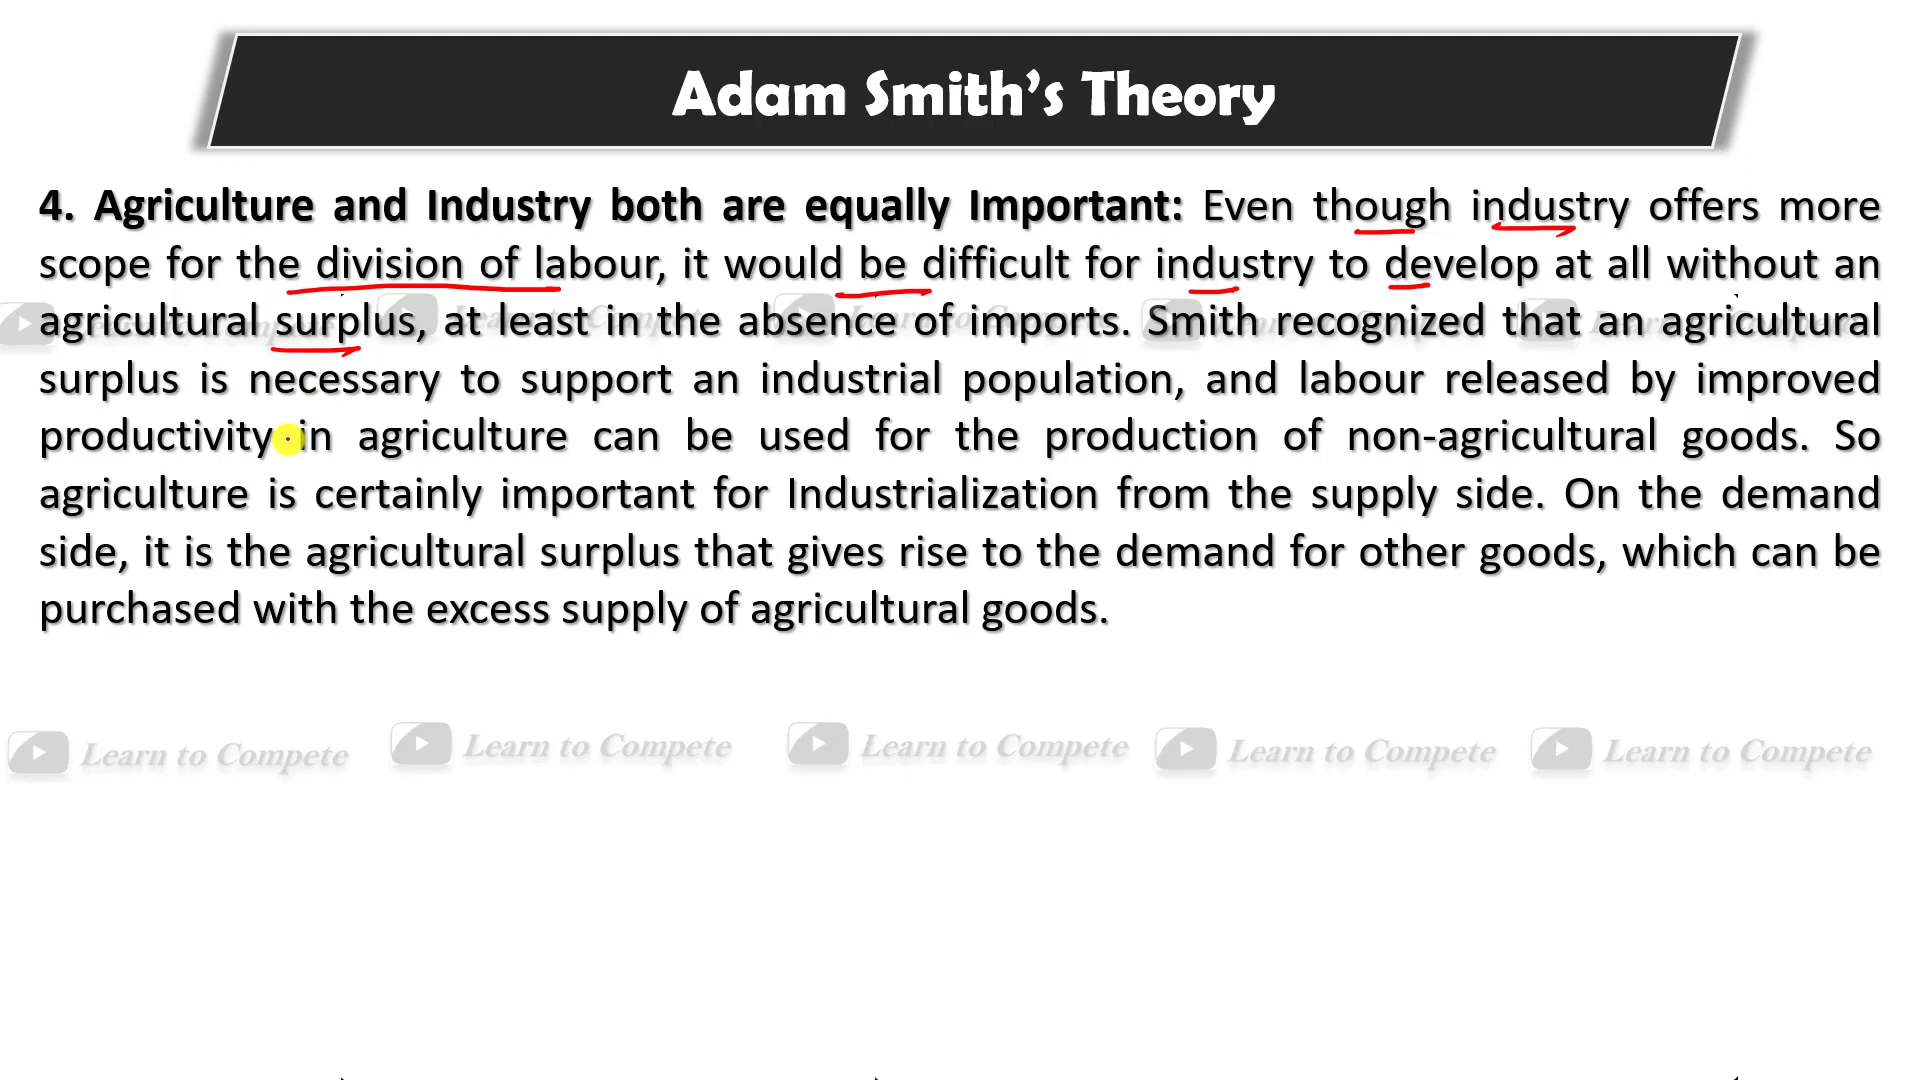 Adam Smith's Theory
4. Agriculture and Industry both are equally Important: Even though industry offers more
scope for the division of labour, it would be difficult for industry to develop at all without an
agricultural surplus, at least in the absence of imports. Smith recognized that an agricultural
surplus is necessary to support an industrial population, and labour released by improved
productivity in agriculture can be used for the production of non-agricultural goods. So
agriculture is certainly important for Industrialization from the supply side. On the demand
side, it is the agricultural surplus that gives rise to the demand for other goods, which can be
purchased with the excess supply of agricultural goods.
Learn to Compete Learn to Compete Learn to Compete Learn to Compete Learn to Compete